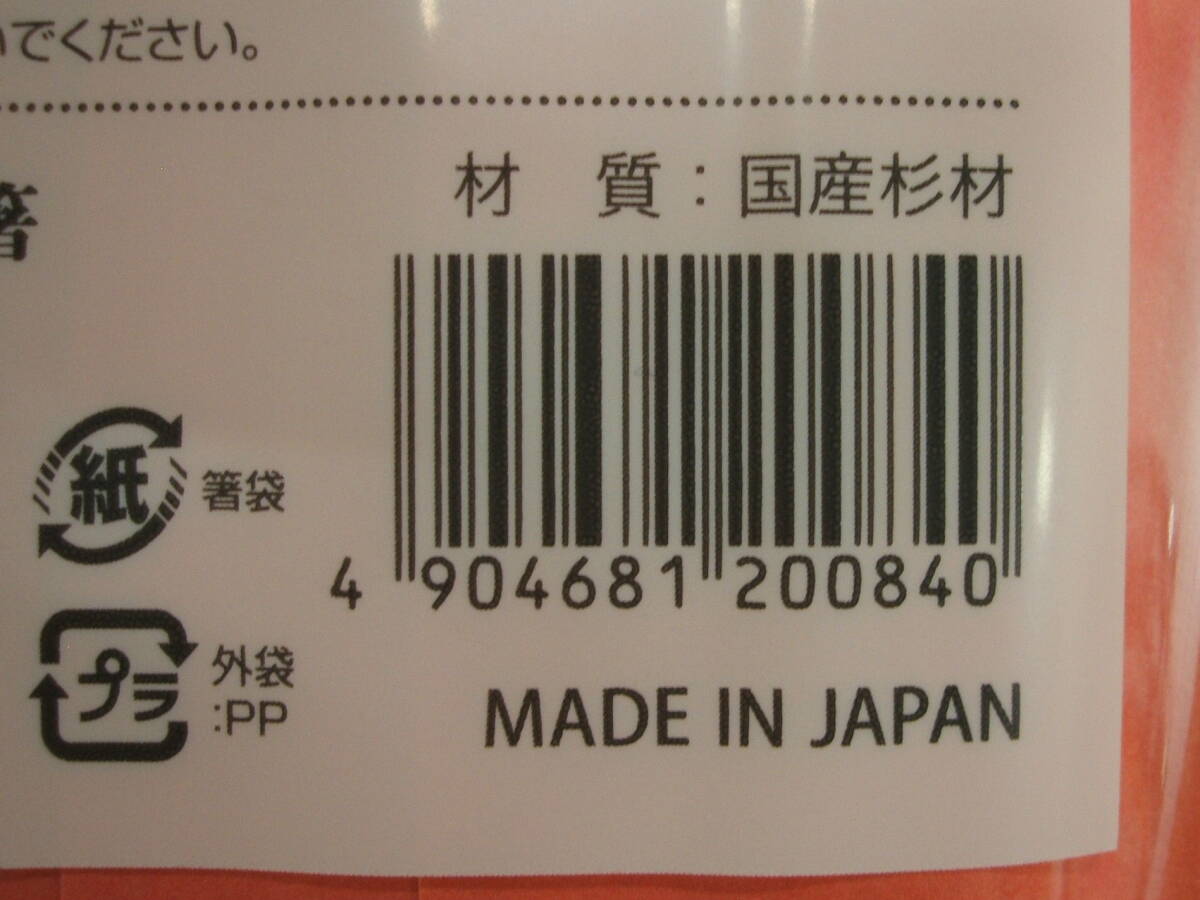 いでください。
材 質：国産杉材
箸
紙 箸袋
4 904681 200840
プラ 外袋
:PP
MADE IN JAPAN